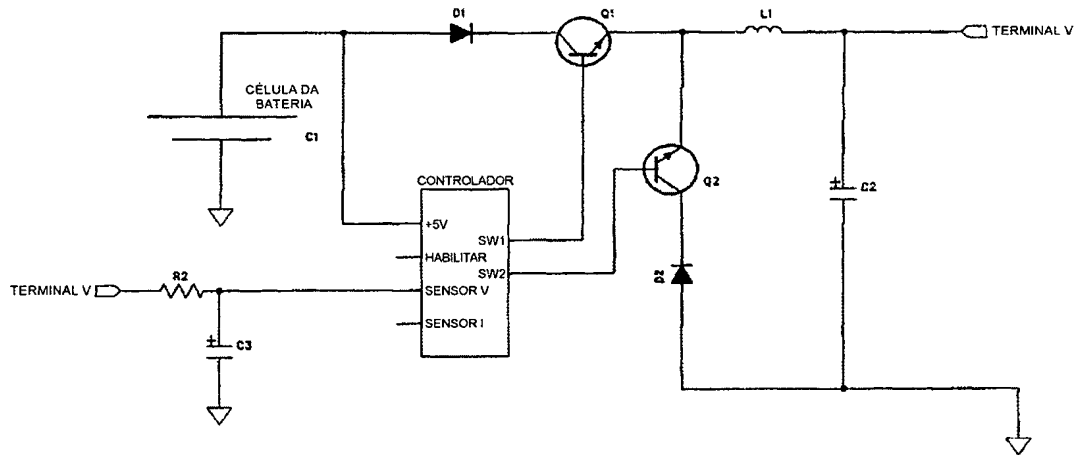 D1
Q1
L1
TERMINAL V
CÉLULA DA
BATERIA
C1
CONTROLADOR
Q2
C2
+5V
SW1
HABILITAR
SW2
R2
D2
TERMINAL V
SENSOR V
SENSOR I
+
C3
+